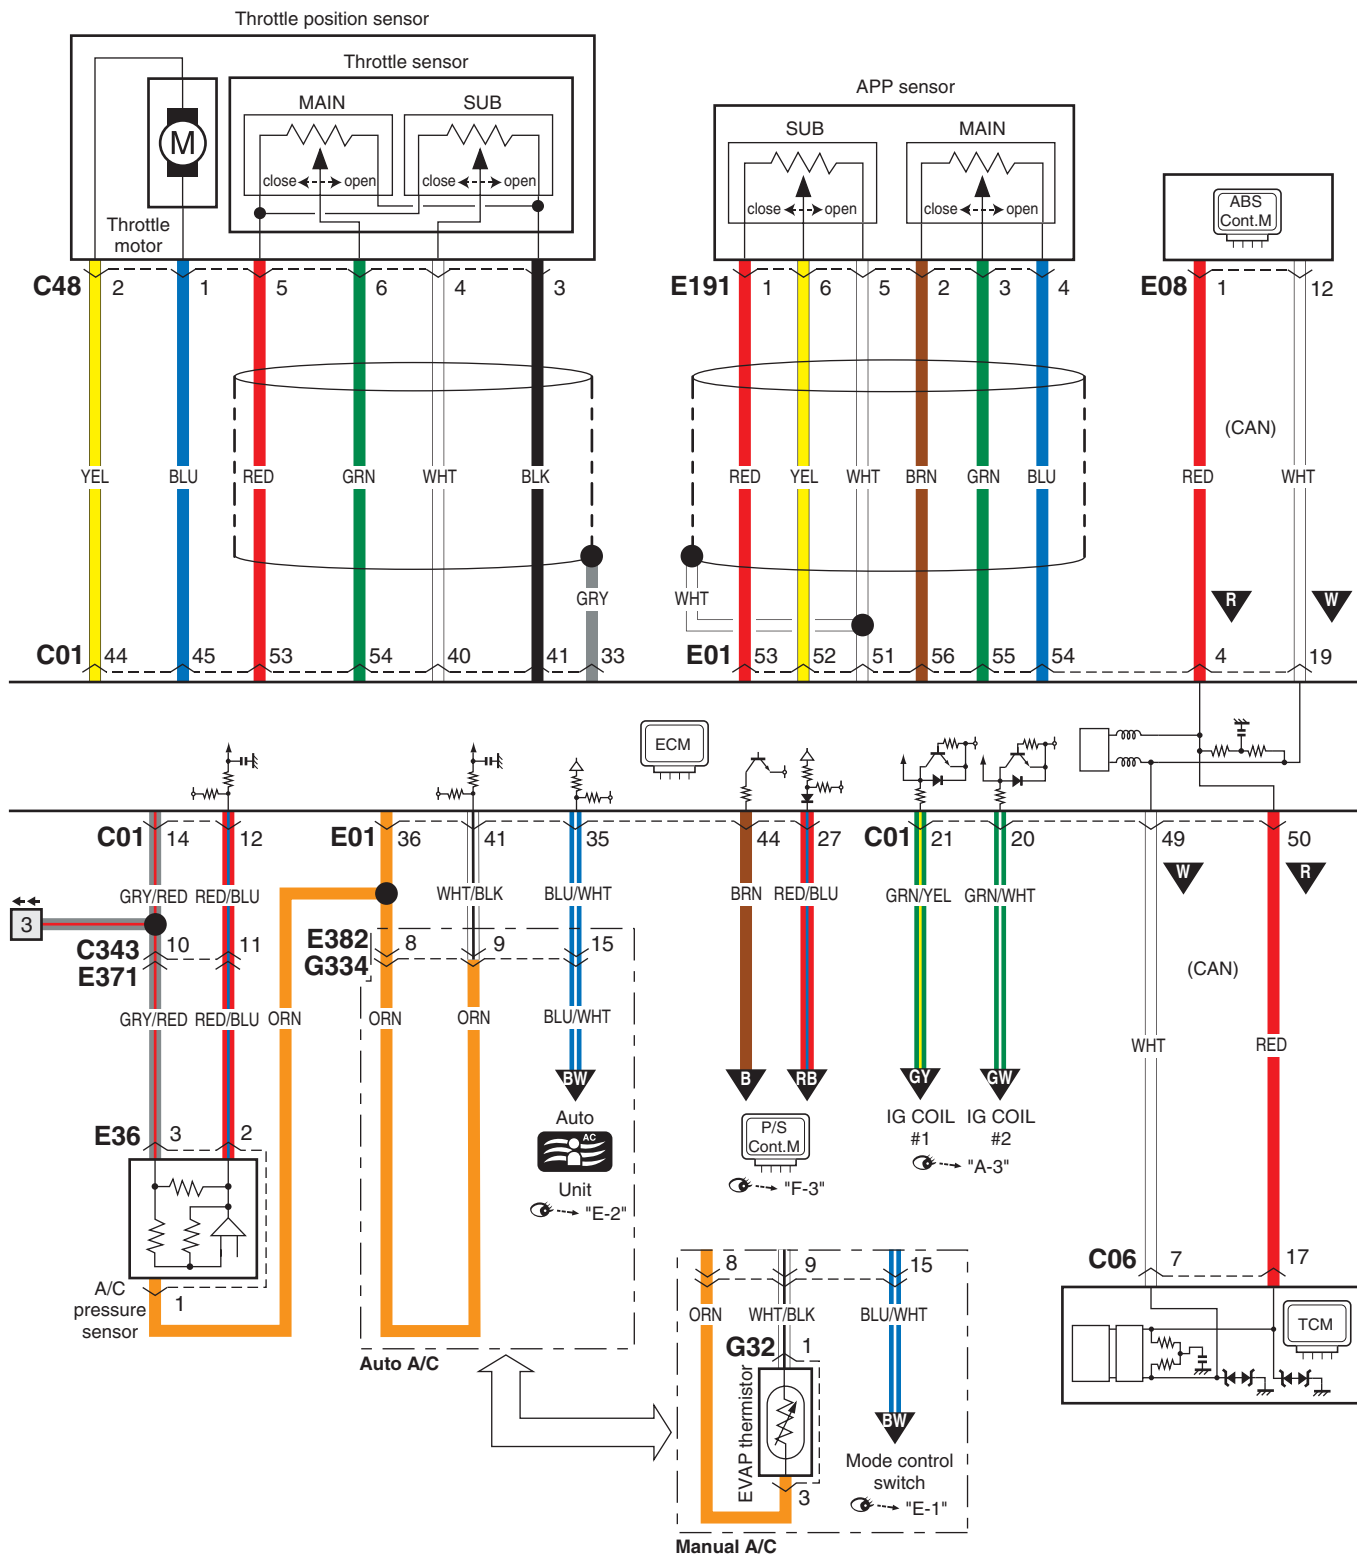 Throttle position sensor
Throttle sensor
MAIN SUB
close open close open
M
Throttle
motor
APP sensor
SUB MAIN
close open close open
ABS
Cont.M
C48 2 1 5 6 4 3
E191 1 6 5 2 3 4
E08 1 12
(CAN)
YEL BLU RED GRN WHT BLK
RED YEL WHT BRN GRN BLU
RED WHT
GRY
WHT
R W
C01 44 45 53 54 40 41 33
E01 53 52 51 56 55 54 4 19
ECM
C01 14 12
E01 36 41 35 44 27
C01 21 20 49 50
W R
GRY/RED RED/BLU
WHT/BLK BLU/WHT
BRN RED/BLU GRN/YEL GRN/WHT
3
C343 10 11
E371
E382 8 9 15
G334
(CAN)
GRY/RED RED/BLU ORN
ORN ORN BLU/WHT
WHT RED
BW B RB GY GW
Auto
AC
Unit
"E-2"
P/S
Cont.M
"F-3"
IG COIL
#1
IG COIL
#2
"A-3"
E36 3 2
A/C
pressure
sensor
1
Auto A/C
8 9 15
ORN WHT/BLK BLU/WHT
G32 1
EVAP thermistor
3
BW
Mode control
switch
"E-1"
Manual A/C
C06 7 17
TCM